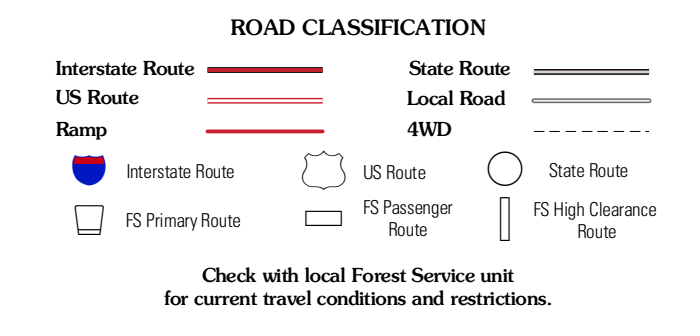 ROAD CLASSIFICATION
Interstate Route
State Route
US Route
Local Road
Ramp
4WD
Interstate Route
US Route
State Route
FS Primary Route
FS Passenger
Route
FS High Clearance
Route
Check with local Forest Service unit
for current travel conditions and restrictions.